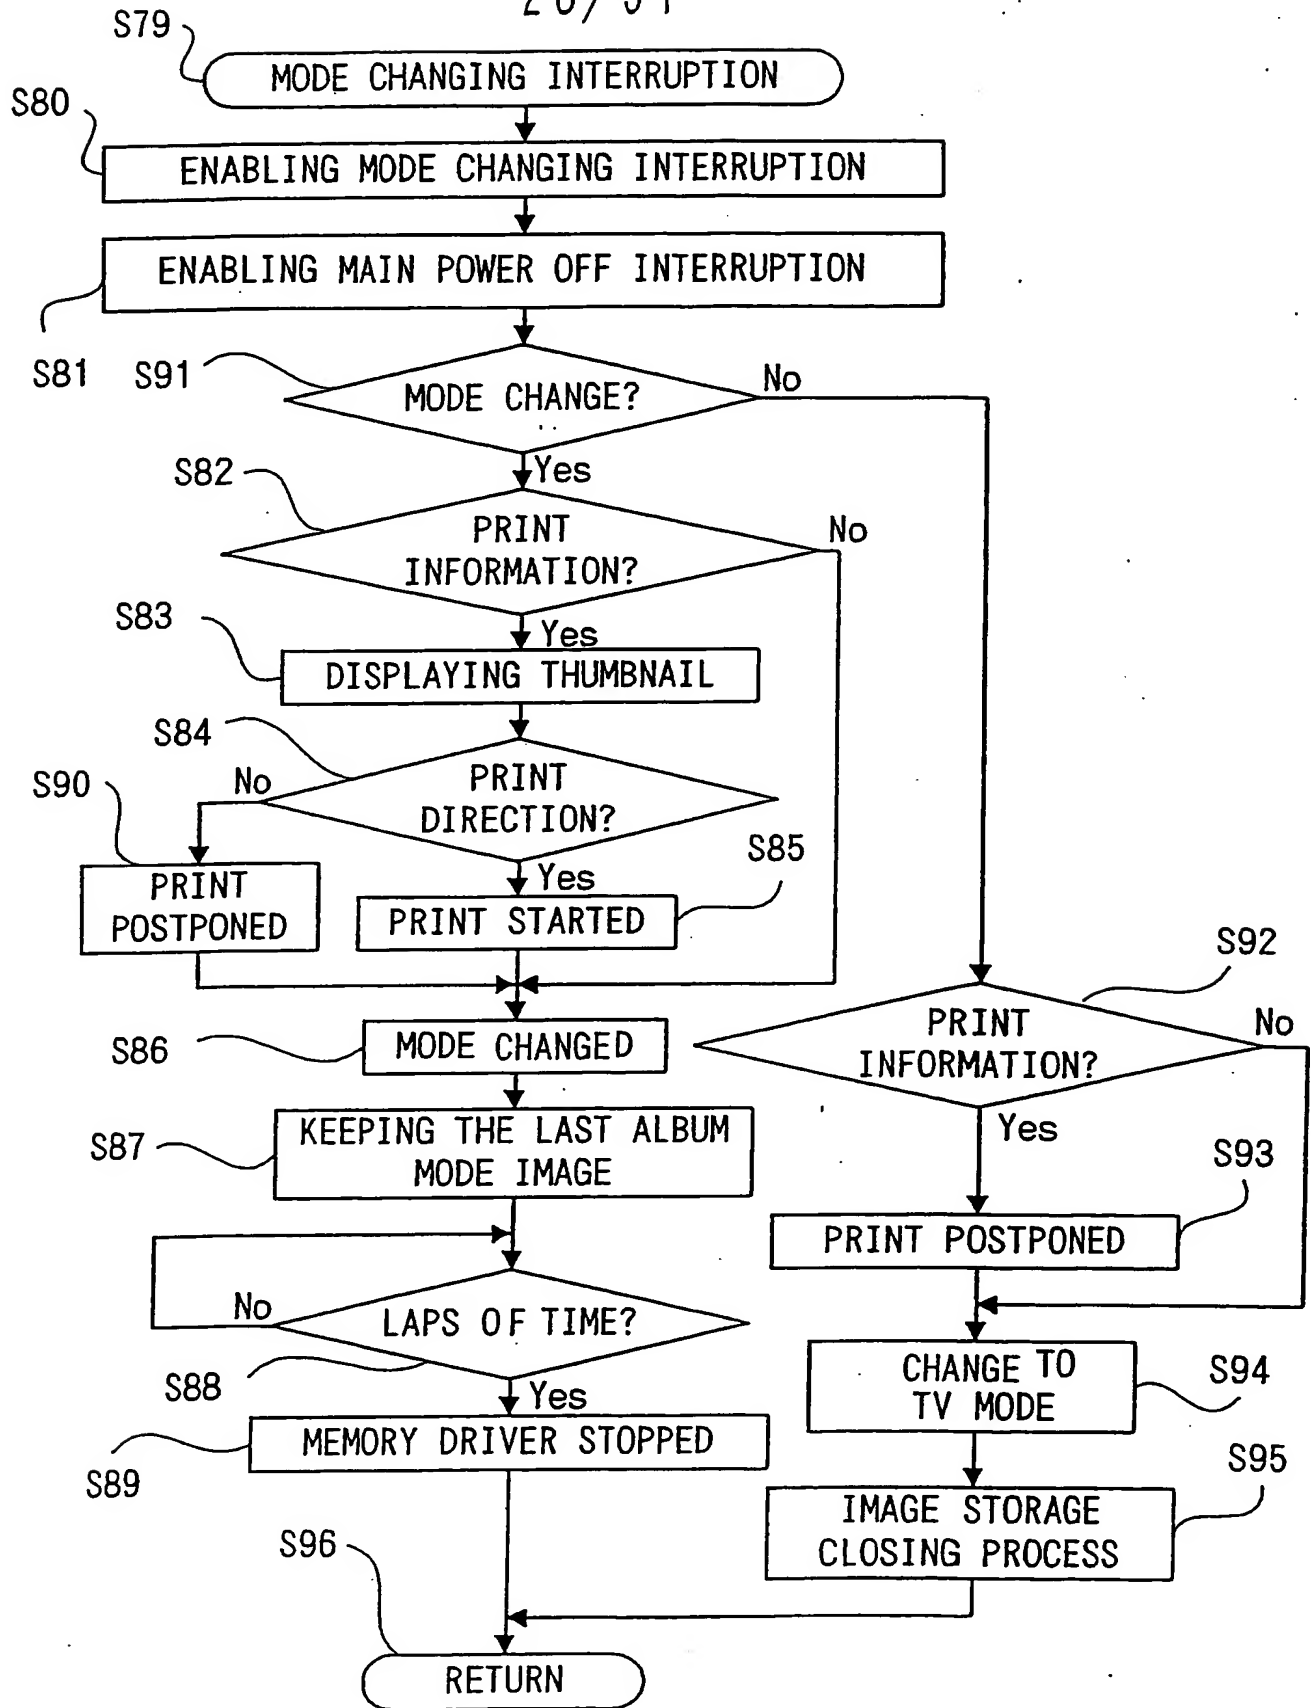 S79
MODE CHANGING INTERRUPTION
S80
ENABLING MODE CHANGING INTERRUPTION
ENABLING MAIN POWER OFF INTERRUPTION
S81
S91
MODE CHANGE?
No
Yes
S82
PRINT
INFORMATION?
No
Yes
S83
DISPLAYING THUMBNAIL
S84
PRINT
DIRECTION?
No
S90
PRINT
POSTPONED
Yes
S85
PRINT STARTED
S86
MODE CHANGED
S87
KEEPING THE LAST ALBUM
MODE IMAGE
No
LAPS OF TIME?
S88
Yes
MEMORY DRIVER STOPPED
S89
S92
PRINT
INFORMATION?
No
Yes
S93
PRINT POSTPONED
CHANGE TO
TV MODE
S94
S95
IMAGE STORAGE
CLOSING PROCESS
S96
RETURN